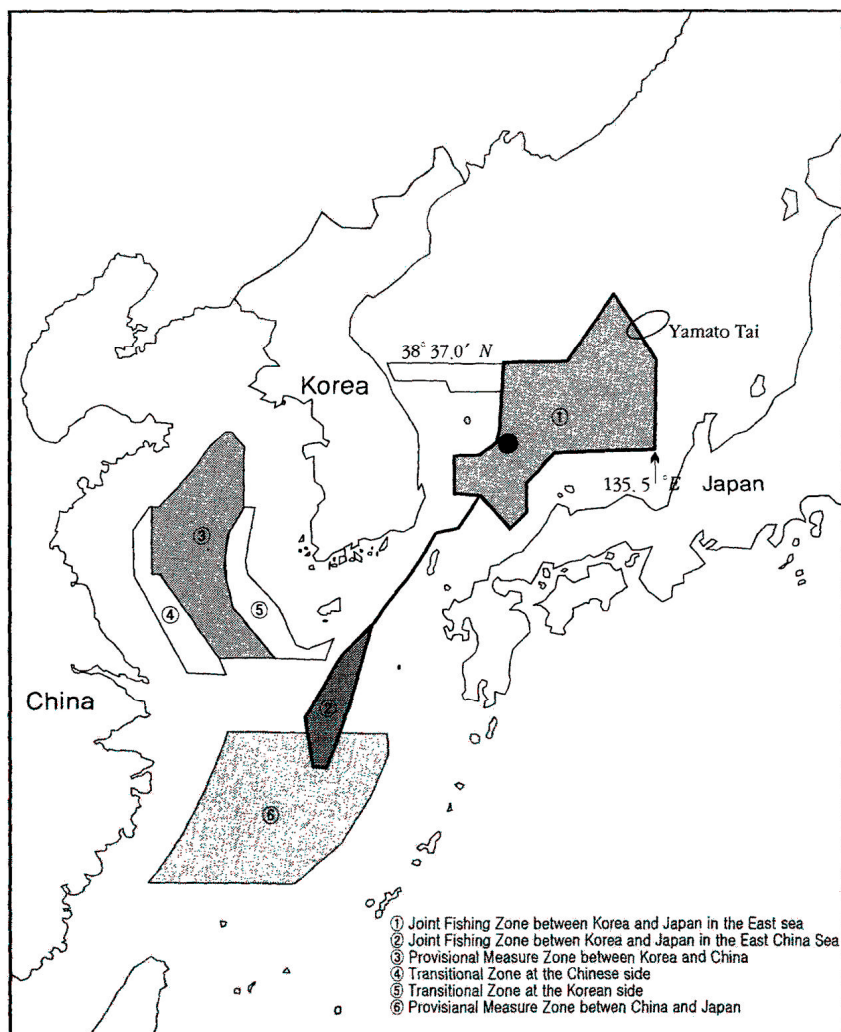 Yamato Tai
38° 37.0′ N
Korea
①
135.5 °E
Japan
③
④
⑤
China
②
⑥
① Joint Fishing Zone between Korea and Japan in the East sea
② Joint Fishing Zone betwen Korea and Japan in the East China Sea
③ Provisional Measure Zone between Korea and China
④ Transitional Zone at the Chinese side
⑤ Transitional Zone at the Korean side
⑥ Provisianal Measure Zone betwen China and Japan